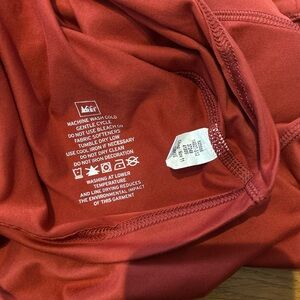 REI
MACHINE WASH COLD
GENTLE CYCLE
DO NOT USE BLEACH OR
FABRIC SOFTENERS
TUMBLE DRY LOW
USE COOL IRON IF NECESSARY
DO NOT DRY CLEAN
DO NOT IRON DECORATION
WASHING AT LOWER
TEMPERATURE
AND LINE DRYING REDUCES
THE ENVIRONMENTAL IMPACT
OF THIS GARMENT